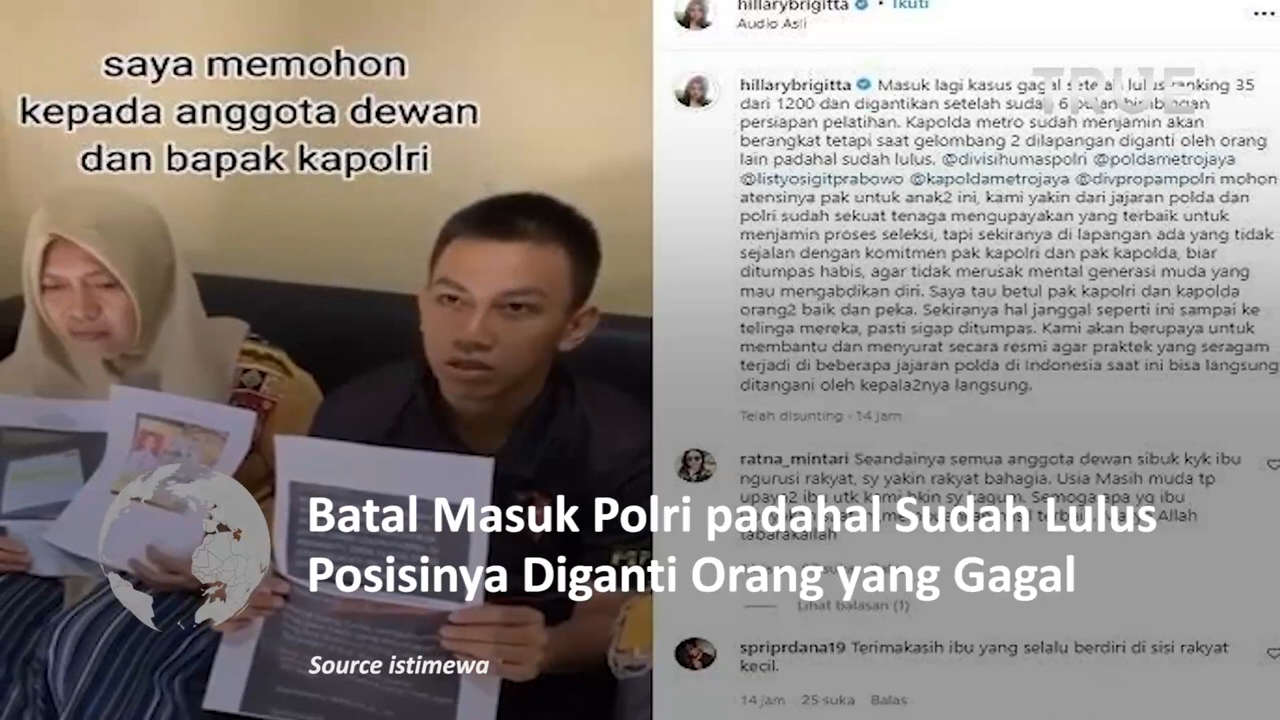 saya memohon
kepada anggota dewan
dan bapak kapolri
hillarybrigitta • Ikuti
Audio Asli
TRUE
hillarybrigitta Masuk lagi kasus gagal setelah lulus ranking 35
dari 1200 dan digantikan setelah sudah 6 bulan bimbingan
persiapan pelatihan. Kapolda metro sudah menjamin akan
berangkat tetapi saat gelombang 2 dilapangan diganti oleh orang
lain padahal sudah lulus. @divisihumaspolri @poldametrojaya
@listyosigitprabowo @kapoldametrojaya @divpropampolri mohon
atensinya pak untuk anak2 ini, kami yakin dari jajaran polda dan
polri sudah sekuat tenaga mengupayakan yang terbaik untuk
menjamin proses seleksi, tapi sekiranya di lapangan ada yang tidak
sejalan dengan komitmen pak kapolri dan pak kapolda, biar
ditumpas habis, agar tidak merusak mental generasi muda yang
mau mengabdikan diri. Saya tau betul pak kapolri dan kapolda
orang2 baik dan peka. Sekiranya hal janggal seperti ini sampai ke
telinga mereka, pasti sigap ditumpas. Kami akan berupaya untuk
membantu dan menyurat secara resmi agar praktek yang seragam
terjadi di beberapa jajaran polda di Indonesia saat ini bisa langsung
ditangani oleh kepala2nya langsung.
Telah disunting · 14 jam
ratna_mintari Seandainya semua anggota dewan sibuk kyk ibu
ngurusi rakyat, sy yakin rakyat bahagia. Usia Masih muda tp
Allah
tabarakallah
Lihat balasan (1)
spriprdana19 Terimakasih ibu yang selalu berdiri di sisi rakyat
kecil.
14 jam 25 suka Balas
Batal Masuk Polri padahal Sudah Lulus
Posisinya Diganti Orang yang Gagal
Source istimewa